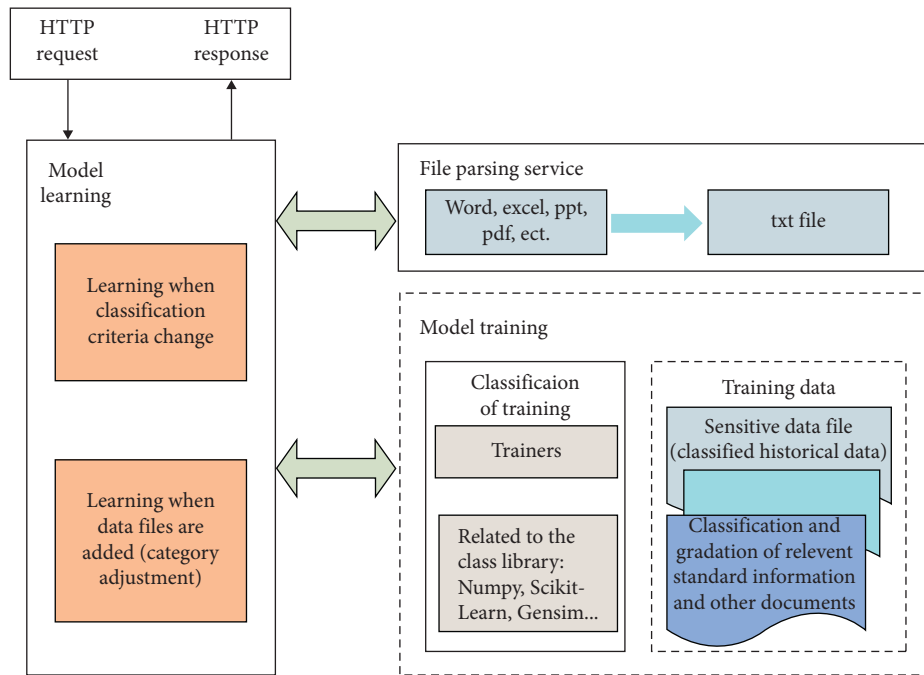 HTTP
request
HTTP
response
Model
learning
Learning when
classification
criteria change
Learning when
data files are
added (category
adjustment)
File parsing service
Word, excel, ppt,
pdf, ect.
txt file
Model training
Classificaion
of training
Trainers
Related to the
class library:
Numpy, Scikit-
Learn, Gensim...
Training data
Sensitive data file
(classified historical data)
Classification and
gradation of relevent
standard information
and other documents